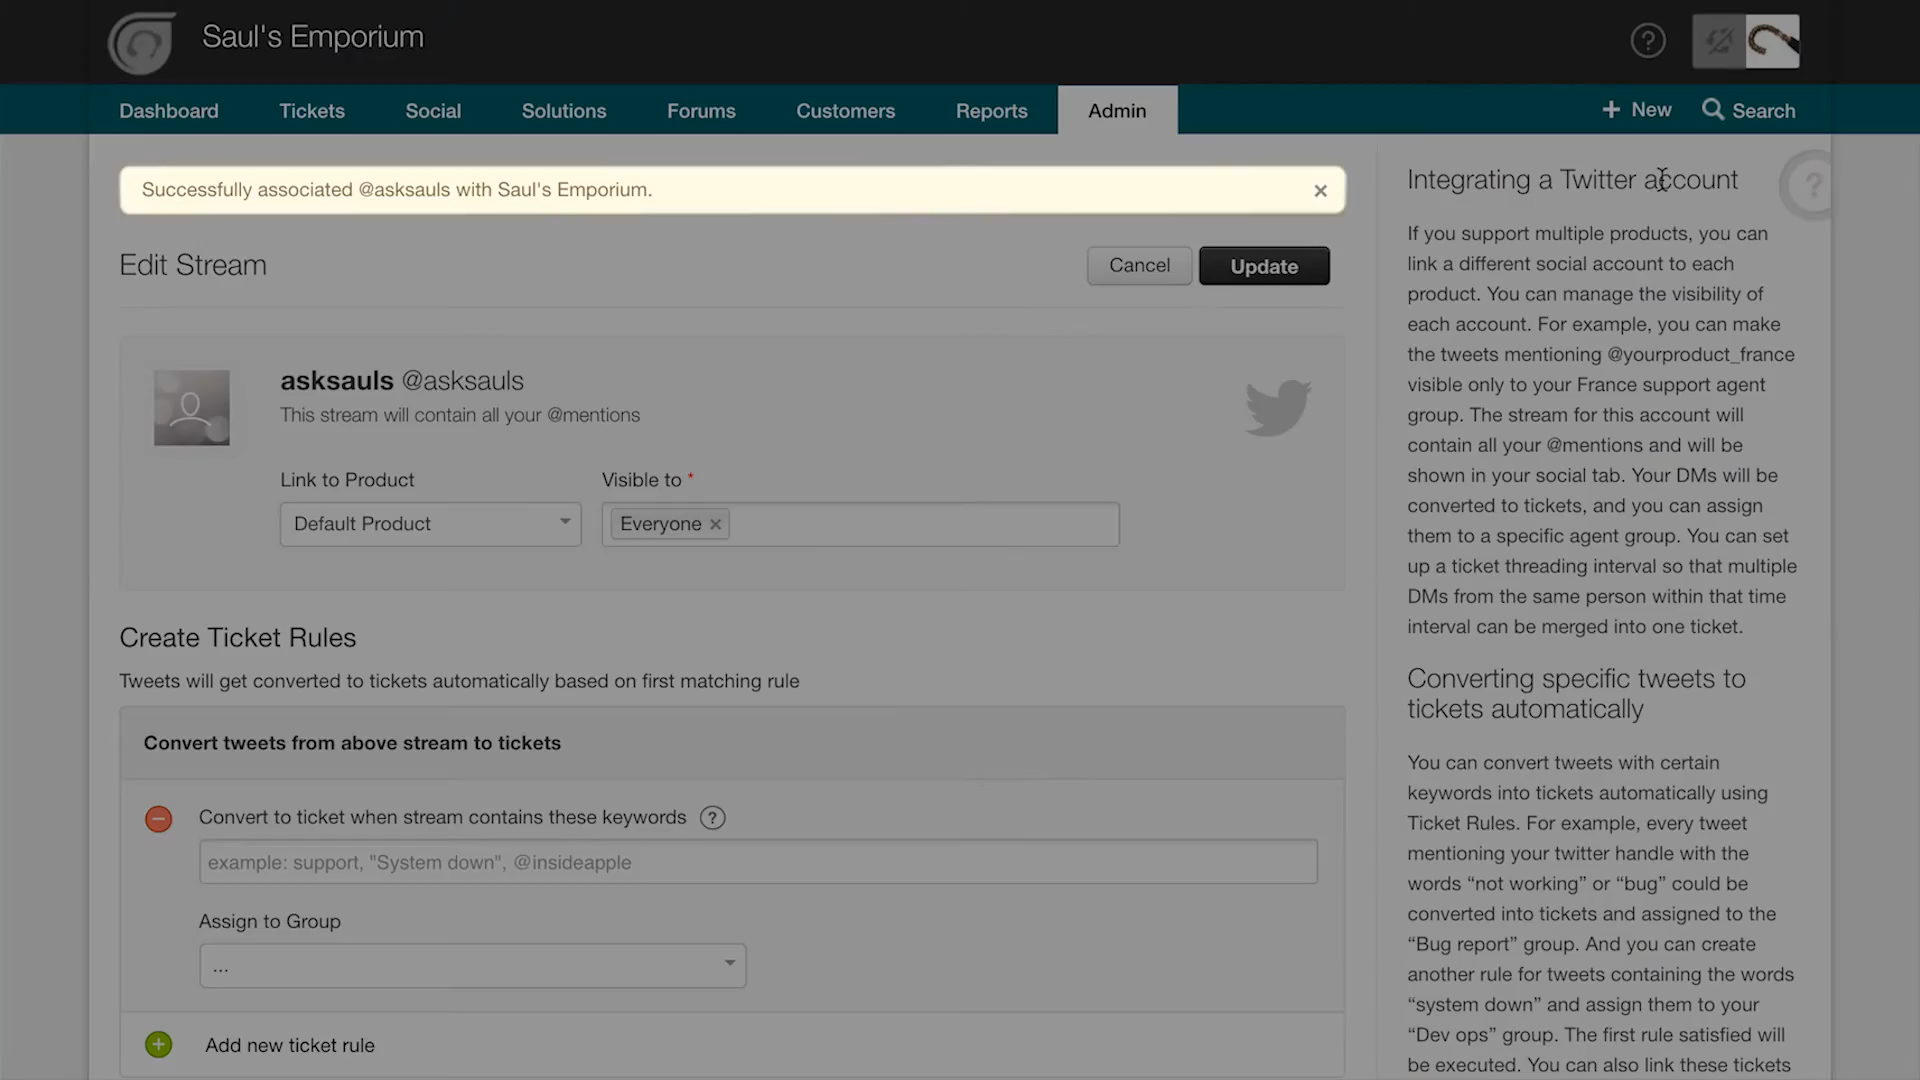 Saul's Emporium
Dashboard Tickets Social Solutions Forums Customers Reports Admin + New Search
Successfully associated @asksauls with Saul's Emporium. ×
Edit Stream Cancel Update
asksauls @asksauls
This stream will contain all your @mentions
Link to Product Visible to *
Default Product Everyone ×
Create Ticket Rules
Tweets will get converted to tickets automatically based on first matching rule
Convert tweets from above stream to tickets
Convert to ticket when stream contains these keywords ?
example: support, "System down", @insideapple
Assign to Group
...
Add new ticket rule
Integrating a Twitter account
If you support multiple products, you can
link a different social account to each
product. You can manage the visibility of
each account. For example, you can make
the tweets mentioning @yourproduct_france
visible only to your France support agent
group. The stream for this account will
contain all your @mentions and will be
shown in your social tab. Your DMs will be
converted to tickets, and you can assign
them to a specific agent group. You can set
up a ticket threading interval so that multiple
DMs from the same person within that time
interval can be merged into one ticket.
Converting specific tweets to
tickets automatically
You can convert tweets with certain
keywords into tickets automatically using
Ticket Rules. For example, every tweet
mentioning your twitter handle with the
words “not working” or “bug” could be
converted into tickets and assigned to the
“Bug report” group. And you can create
another rule for tweets containing the words
“system down” and assign them to your
“Dev ops” group. The first rule satisfied will
be executed. You can also link these tickets